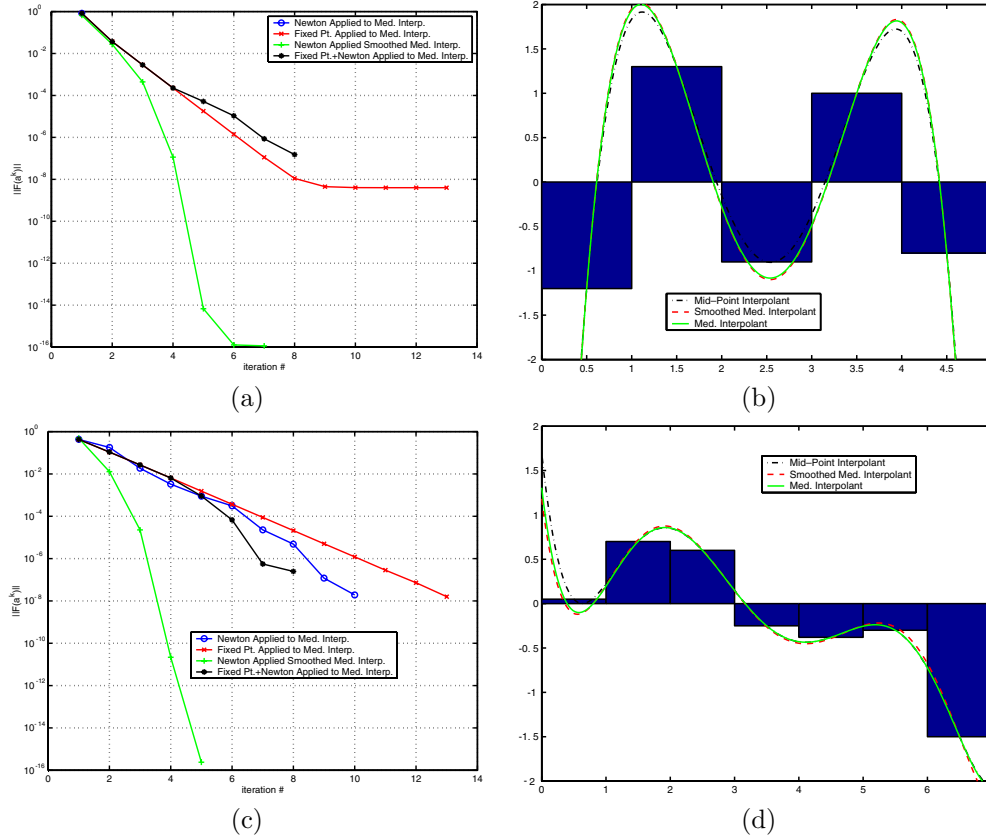 10^0
10^-2
10^-4
10^-6
10^-8
10^-10
10^-12
10^-14
10^-16
||F(a^k)||
Newton Applied to Med. Interp.
Fixed Pt. Applied to Med. Interp.
Newton Applied Smoothed Med. Interp.
Fixed Pt.+Newton Applied to Med. Interp.
0 2 4 6 8 10 12 14
iteration #
(a)
2
1.5
1
0.5
0
-0.5
-1
-1.5
-2
Mid-Point Interpolant
Smoothed Med. Interpolant
Med. Interpolant
0 0.5 1 1.5 2 2.5 3 3.5 4 4.5
(b)
10^0
10^-2
10^-4
10^-6
10^-8
10^-10
10^-12
10^-14
10^-16
||F(a^k)||
Newton Applied to Med. Interp.
Fixed Pt. Applied to Med. Interp.
Newton Applied Smoothed Med. Interp.
Fixed Pt.+Newton Applied to Med. Interp.
0 2 4 6 8 10 12 14
iteration #
(c)
2
1.5
1
0.5
0
-0.5
-1
-1.5
-2
Mid-Point Interpolant
Smoothed Med. Interpolant
Med. Interpolant
0 1 2 3 4 5 6
(d)